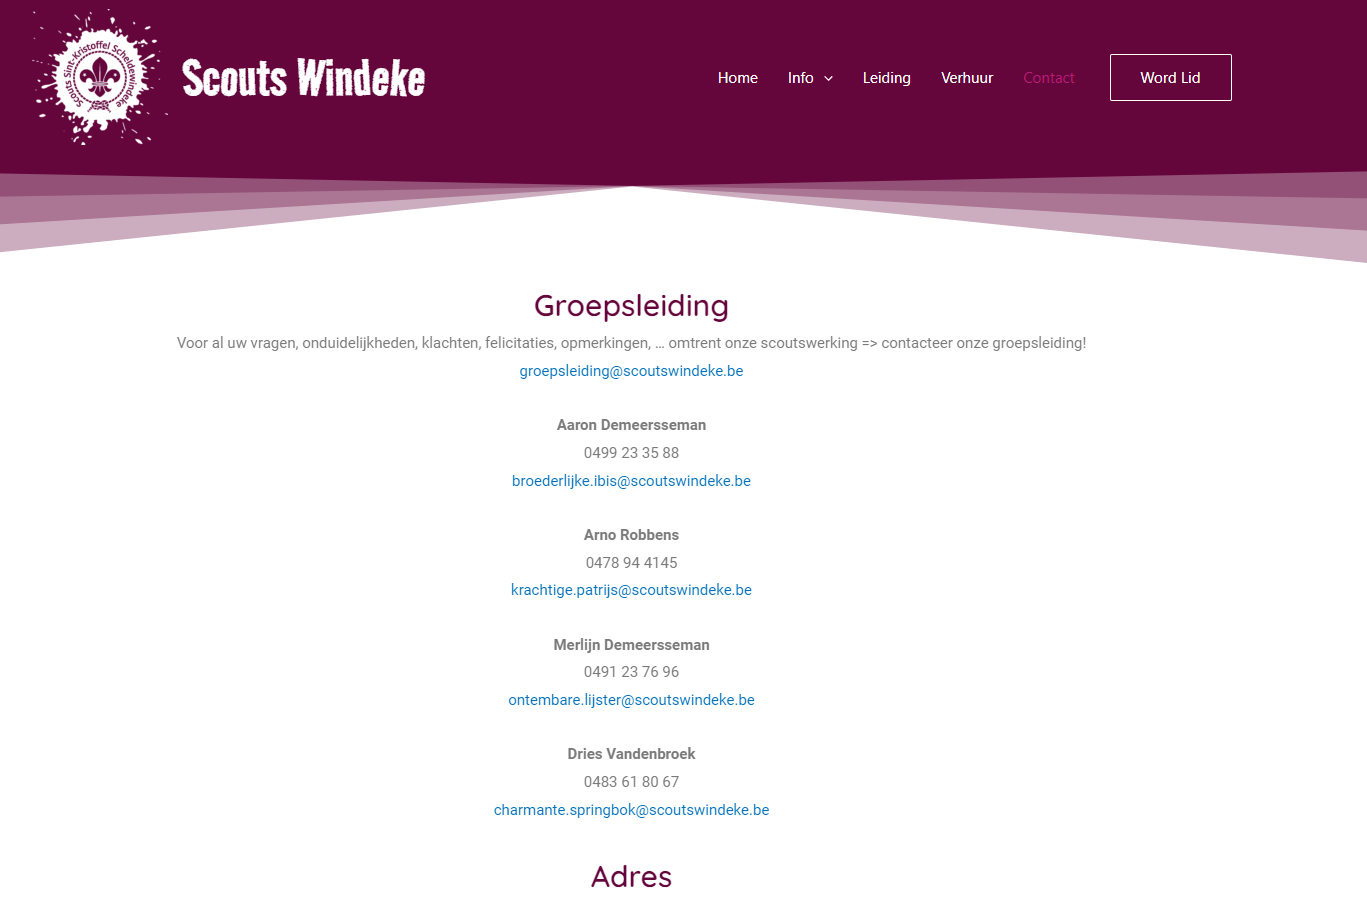 Scouts Sint-Kristoffel Scheldewindeke
Scouts Windeke
Home
Info
Leiding
Verhuur
Contact
Word Lid
Groepsleiding
Voor al uw vragen, onduidelijkheden, klachten, felicitaties, opmerkingen, … omtrent onze scoutswerking => contacteer onze groepsleiding!
groepsleiding@scoutswindeke.be
Aaron Demeersseman
0499 23 35 88
broederlijke.ibis@scoutswindeke.be
Arno Robbens
0478 94 4145
krachtige.patrijs@scoutswindeke.be
Merlijn Demeersseman
0491 23 76 96
ontembare.lijster@scoutswindeke.be
Dries Vandenbroek
0483 61 80 67
charmante.springbok@scoutswindeke.be
Adres